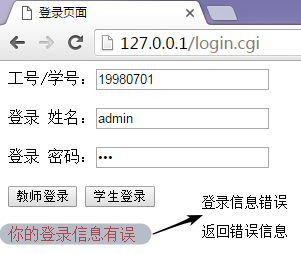 登录页面
127.0.0.1/login.cgi
工号/学号: 19980701
登录 姓名: admin
登录 密码: •••
教师登录 学生登录
登录信息错误
你的登录信息有误
返回错误信息